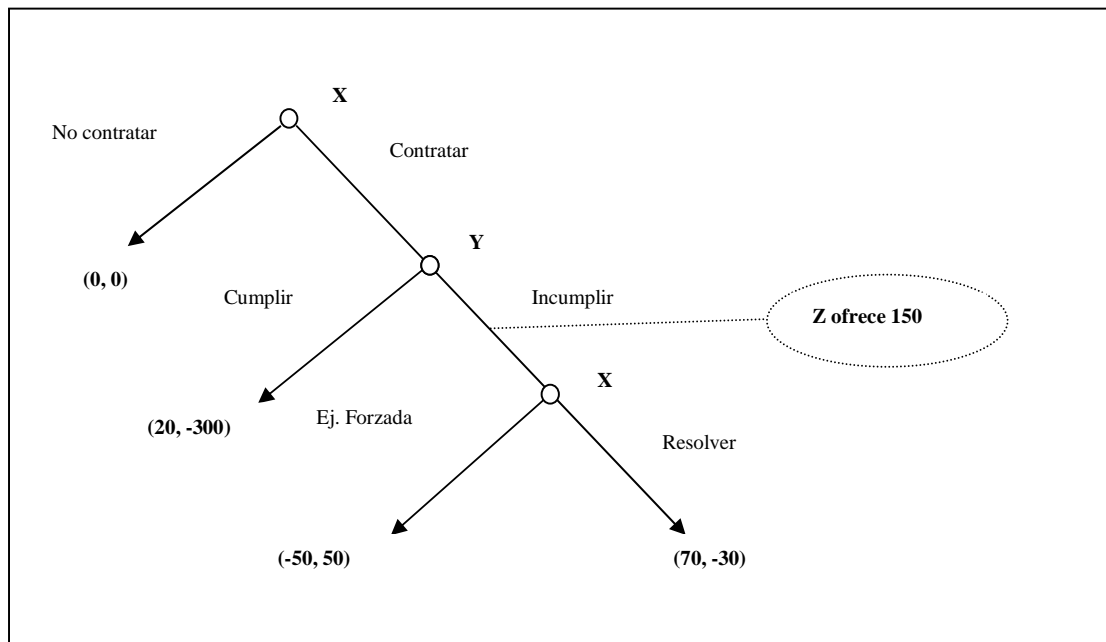 X
No contratar
Contratar
Y
(0, 0)
Cumplir
Incumplir
Z ofrece 150
X
(20, -300)
Ej. Forzada
Resolver
(-50, 50)
(70, -30)